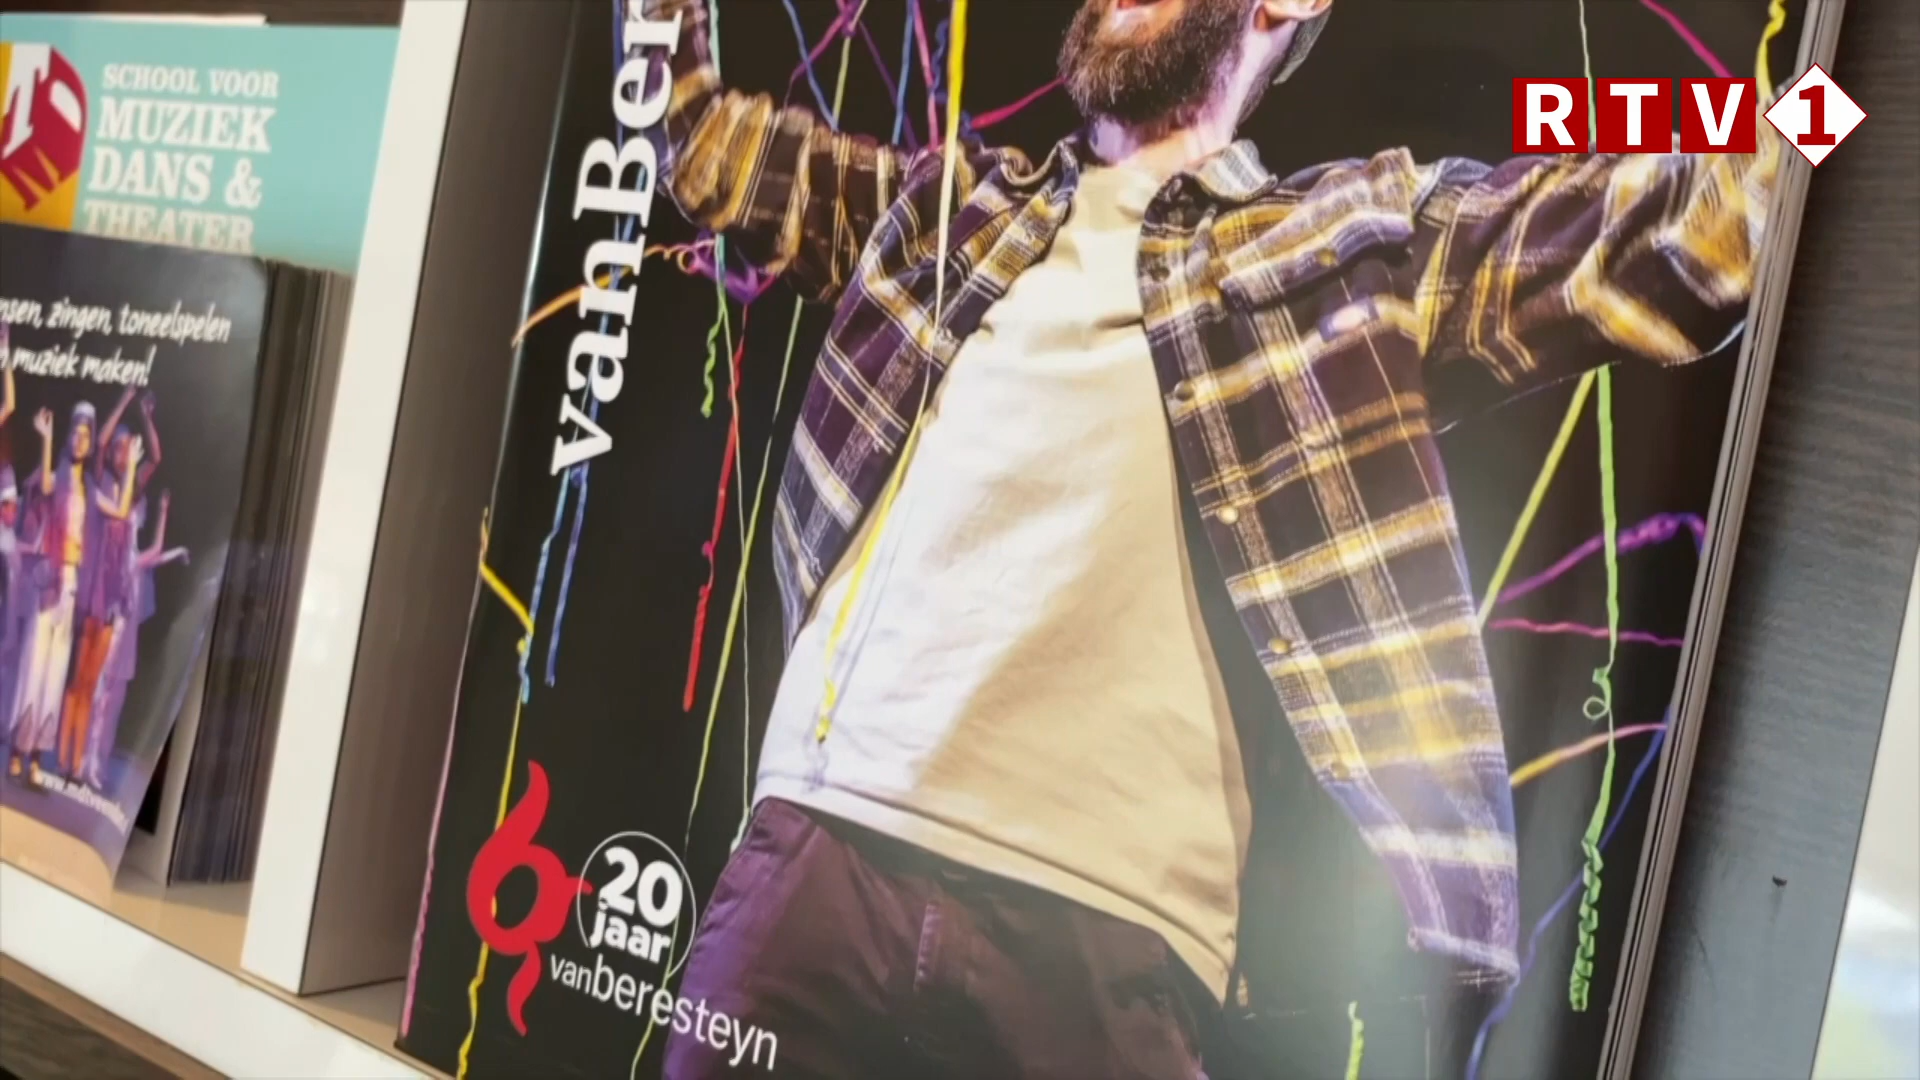 SCHOOL VOOR
MUZIEK
DANS &
THEATER
zingen, toneelspelen
muziek maken!
vanBer
20
jaar
vanberesteyn
RTV1